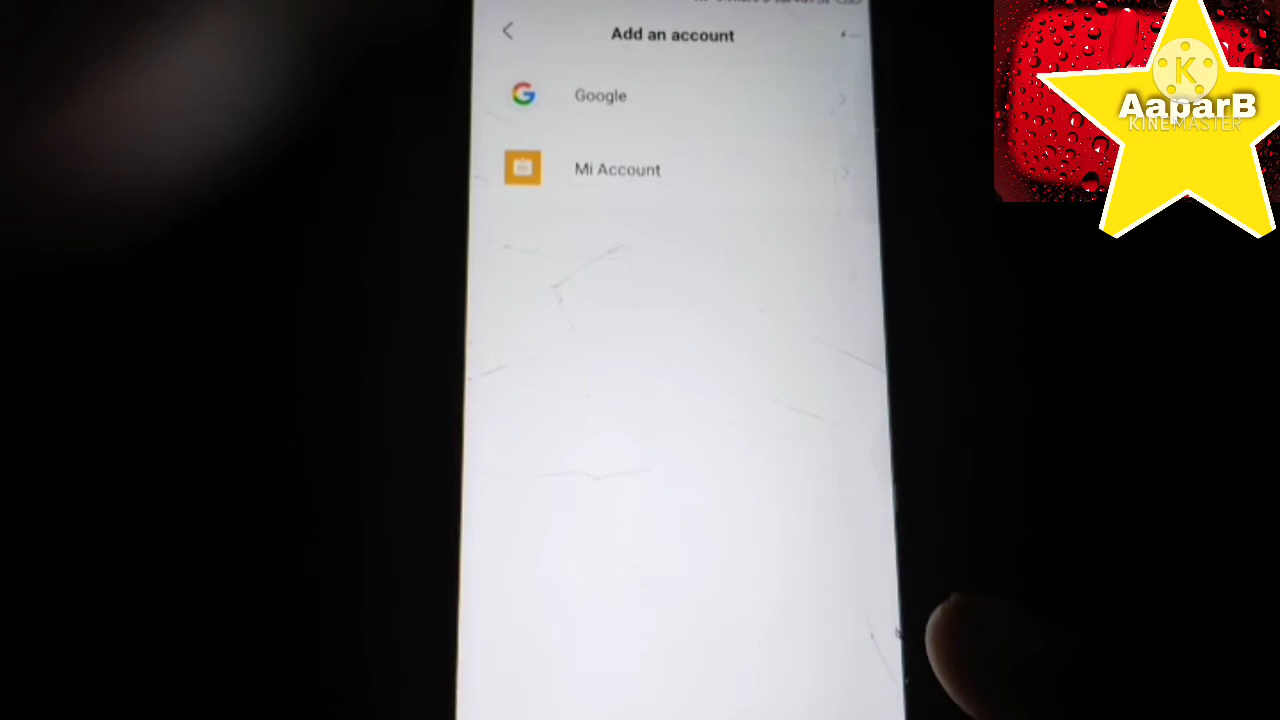 Add an account
Google
Mi Account
K
AaparB
KINEMASTER